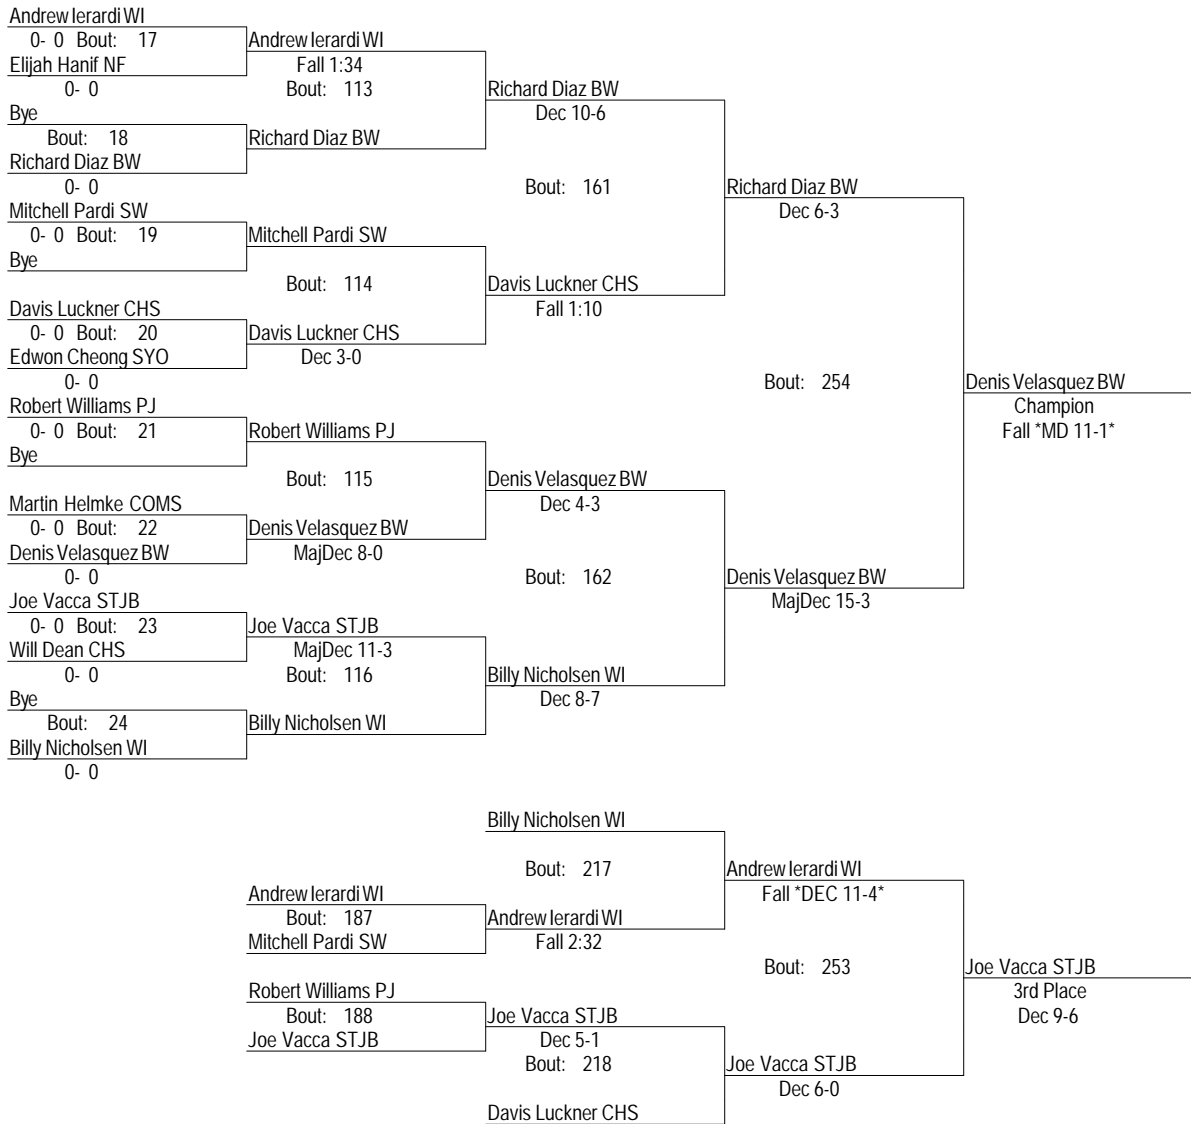 Andrew Ierardi WI
0- 0 Bout: 17
Andrew Ierardi WI
Elijah Hanif NF
Fall 1:34
0- 0
Bout: 113
Richard Diaz BW
Bye
Dec 10-6
Bout: 18
Richard Diaz BW
Richard Diaz BW
0- 0
Bout: 161
Richard Diaz BW
Mitchell Pardi SW
Dec 6-3
0- 0 Bout: 19
Mitchell Pardi SW
Bye
Bout: 114
Davis Luckner CHS
Davis Luckner CHS
Fall 1:10
0- 0 Bout: 20
Davis Luckner CHS
Edwon Cheong SYO
Dec 3-0
0- 0
Bout: 254
Denis Velasquez BW
Robert Williams PJ
Champion
0- 0 Bout: 21
Robert Williams PJ
Fall *MD 11-1*
Bye
Bout: 115
Denis Velasquez BW
Martin Helmke COMS
Dec 4-3
0- 0 Bout: 22
Denis Velasquez BW
Denis Velasquez BW
MajDec 8-0
0- 0
Bout: 162
Denis Velasquez BW
Joe Vacca STJB
MajDec 15-3
0- 0 Bout: 23
Joe Vacca STJB
Will Dean CHS
MajDec 11-3
0- 0
Bout: 116
Billy Nicholsen WI
Bye
Dec 8-7
Bout: 24
Billy Nicholsen WI
Billy Nicholsen WI
0- 0
Billy Nicholsen WI
Bout: 217
Andrew Ierardi WI
Andrew Ierardi WI
Fall *DEC 11-4*
Bout: 187
Andrew Ierardi WI
Mitchell Pardi SW
Fall 2:32
Bout: 253
Joe Vacca STJB
Robert Williams PJ
3rd Place
Bout: 188
Joe Vacca STJB
Dec 9-6
Joe Vacca STJB
Dec 5-1
Bout: 218
Joe Vacca STJB
Dec 6-0
Davis Luckner CHS